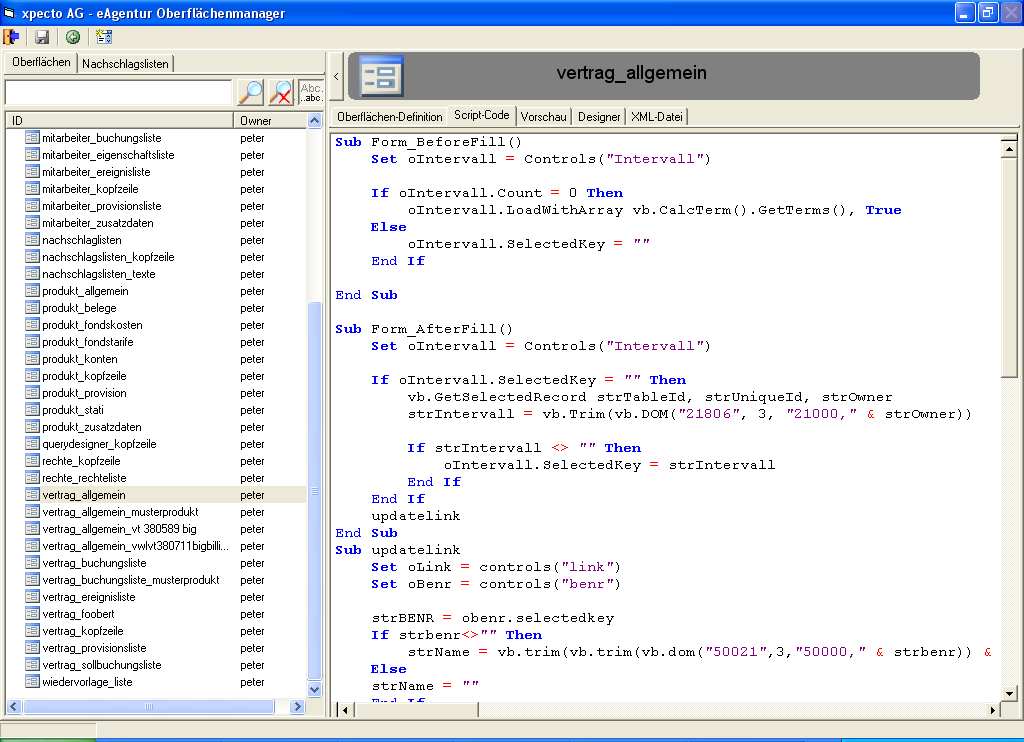 xpecto AG - eAgentur Oberflächenmanager
Oberflächen
Nachschlagslisten
Abc..
..abc.
ID Owner
mitarbeiter_buchungsliste peter
mitarbeiter_eigenschaftsliste peter
mitarbeiter_ereignisliste peter
mitarbeiter_kopfzeile peter
mitarbeiter_provisionsliste peter
mitarbeiter_zusatzdaten peter
nachschlaglisten peter
nachschlagslisten_kopfzeile peter
nachschlagslisten_texte peter
produkt_allgemein peter
produkt_belege peter
produkt_fondskosten peter
produkt_fondstarife peter
produkt_konten peter
produkt_kopfzeile peter
produkt_provision peter
produkt_stati peter
produkt_zusatzdaten peter
querydesigner_kopfzeile peter
rechte_kopfzeile peter
rechte_rechteliste peter
vertrag_allgemein peter
vertrag_allgemein_musterprodukt peter
vertrag_allgemein_vt 380589 big peter
vertrag_allgemein_vwlvt380711bigbilli... peter
vertrag_buchungsliste peter
vertrag_buchungsliste_musterprodukt peter
vertrag_ereignisliste peter
vertrag_foobert peter
vertrag_kopfzeile peter
vertrag_provisionsliste peter
vertrag_sollbuchungsliste peter
wiedervorlage_liste peter
vertrag_allgemein
Oberflächen-Definition
Script-Code
Vorschau
Designer
XML-Datei
Sub Form_BeforeFill()
Set oIntervall = Controls("Intervall")
If oIntervall.Count = 0 Then
oIntervall.LoadWithArray vb.CalcTerm().GetTerms(), True
Else
oIntervall.SelectedKey = ""
End If
End Sub
Sub Form_AfterFill()
Set oIntervall = Controls("Intervall")
If oIntervall.SelectedKey = "" Then
vb.GetSelectedRecord strTableId, strUniqueId, strOwner
strIntervall = vb.Trim(vb.DOM("21806", 3, "21000," & strOwner))
If strIntervall <> "" Then
oIntervall.SelectedKey = strIntervall
End If
End If
updatelink
End Sub
Sub updatelink
Set oLink = controls("link")
Set oBenr = controls("benr")
strBENR = obenr.selectedkey
If strbenr<>"" Then
strName = vb.trim(vb.trim(vb.dom("50021",3,"50000," & strbenr)) &
Else
strName = ""
End If